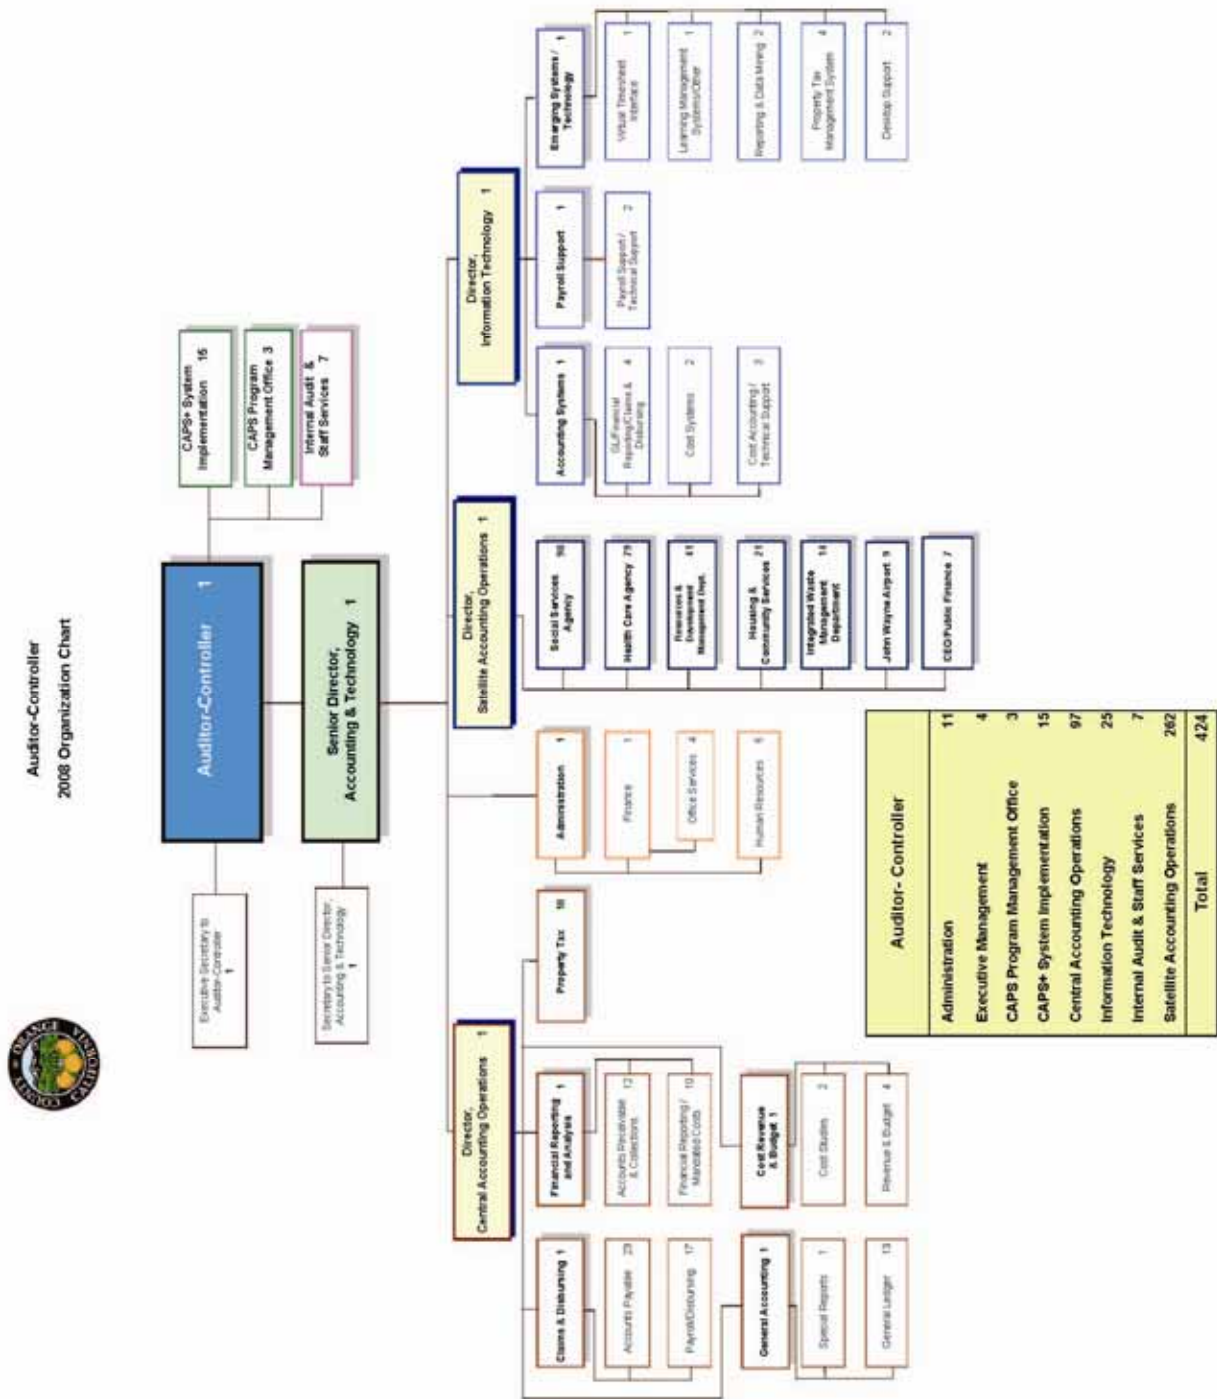 Auditor-Controller
2008 Organization Chart
COUNTY OF ORANGE
CALIFORNIA
Executive Secretary to
Auditor-Controller
1
Auditor-Controller 1
CAPS+ System
Implementation 15
CAPS Program
Management Office 3
Internal Audit &
Staff Services 7
Secretary to Senior Director,
Accounting & Technology
1
Senior Director,
Accounting & Technology 1
Director,
Central Accounting Operations 1
Director,
Satellite Accounting Operations 1
Director,
Information Technology 1
Claims & Disbursing 1
Accounts Payable 23
Payroll/Disbursing 17
General Accounting 1
Special Reports 1
General Ledger 13
Financial Reporting
and Analysis 1
Accounts Receivable
& Collections 12
Financial Reporting /
Mandated Costs 10
Cost Revenue
& Budget 1
Cost Studies 2
Revenue & Budget 4
Property Tax
Administration 1
Finance 1
Office Services 4
Human Resources
Social Services
Agency
Health Care Agency 79
Resources &
Development
Management Dept. 41
Housing &
Community Services 21
Integrated Waste
Management
Department
John Wayne Airport 9
CEO/Public Finance 7
Accounting Systems 1
GL/Financial
Reporting/Claims &
Disbursing 4
Cost Systems 2
Cost Accounting /
Technical Support 3
Payroll Support 1
Payroll Support /
Technical Support 2
Emerging Systems /
Technology 1
Virtual Timesheet
Interface 1
Learning Management
Systems/Other 1
Reporting & Data Mining 2
Property Tax
Management System 4
Desktop Support 2
Auditor- Controller
Administration 11
Executive Management 4
CAPS Program Management Office 3
CAPS+ System Implementation 15
Central Accounting Operations 97
Information Technology 25
Internal Audit & Staff Services 7
Satellite Accounting Operations 262
Total 424